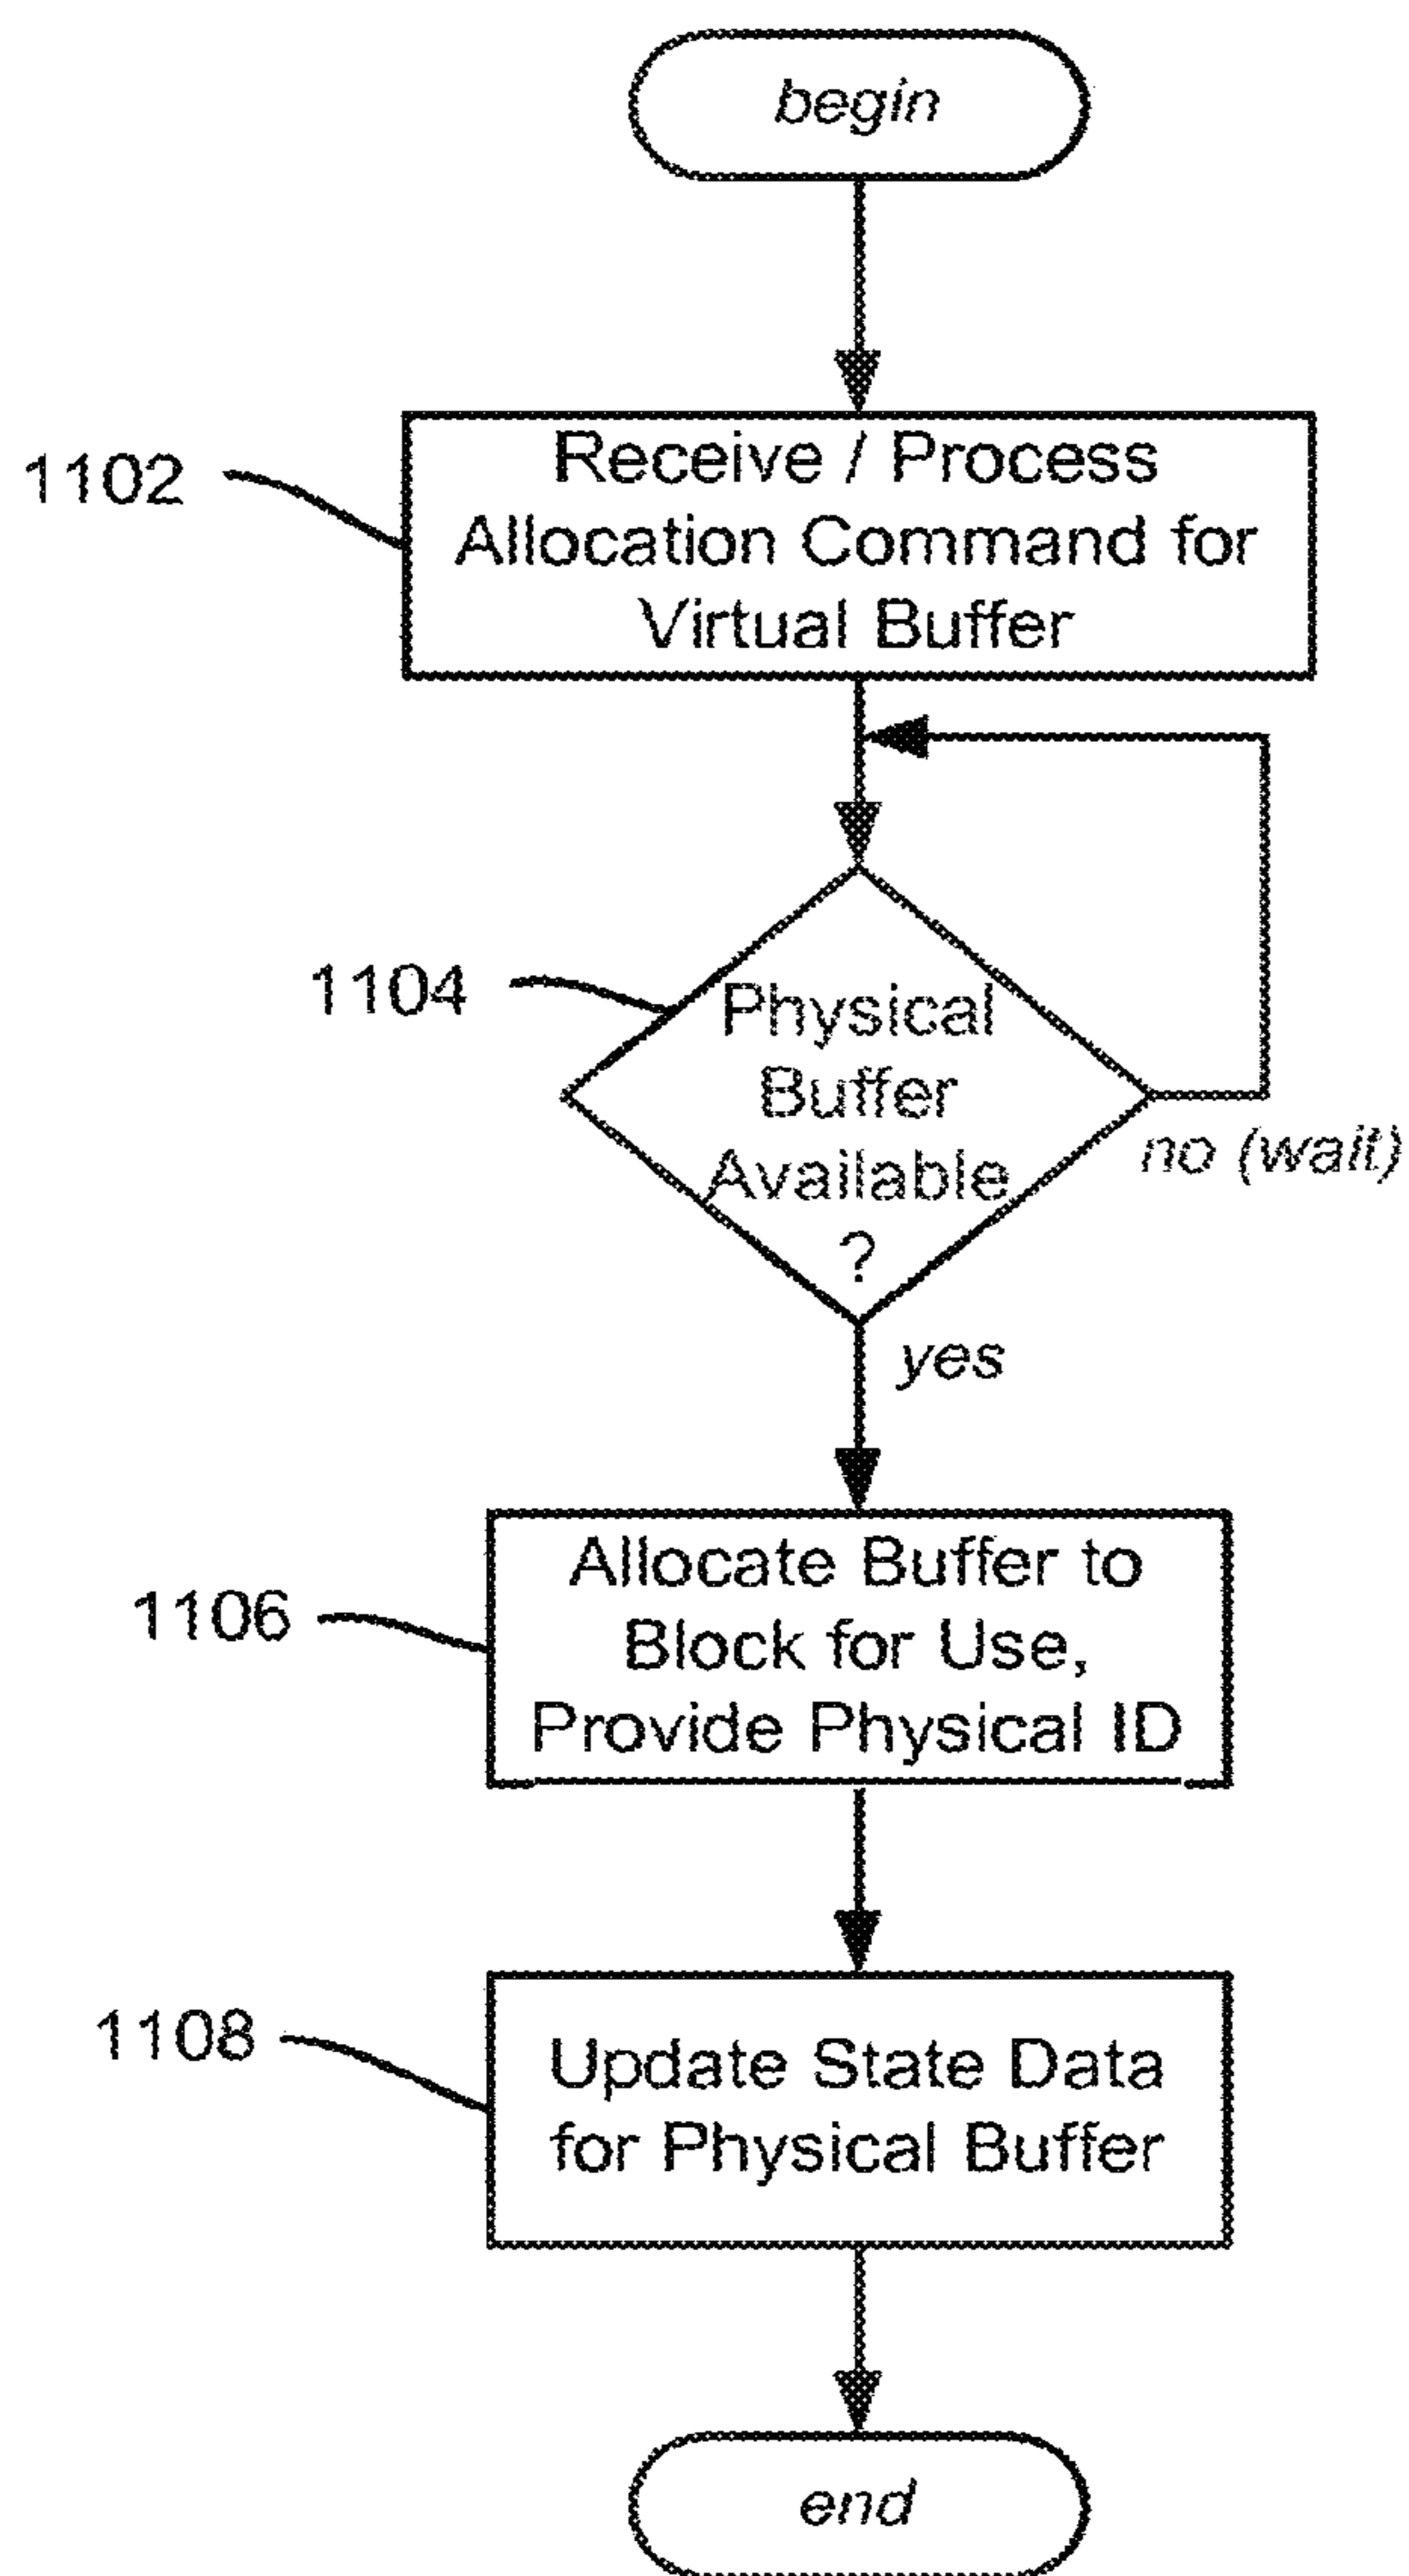 begin
1102
Receive / Process
Allocation Command for
Virtual Buffer
1104
Physical
Buffer
Available
?
no (wait)
yes
1106
Allocate Buffer to
Block for Use,
Provide Physical ID
1108
Update State Data
for Physical Buffer
end